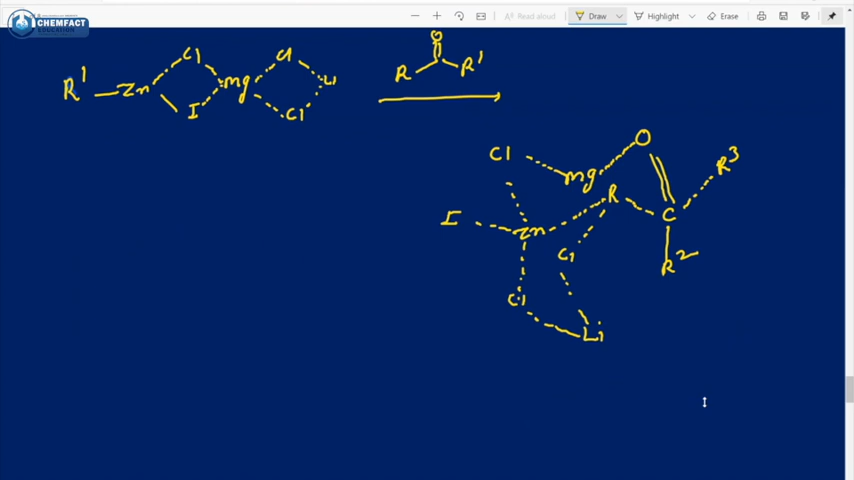 CHEMFACT
EDUCATION
Read aloud
Draw
Highlight
Erase
R¹ Zn Cl I Mg Cl Cl Li
O
R R¹
Cl Mg O R³
I Zn R C
Cl R²
Cl
Li